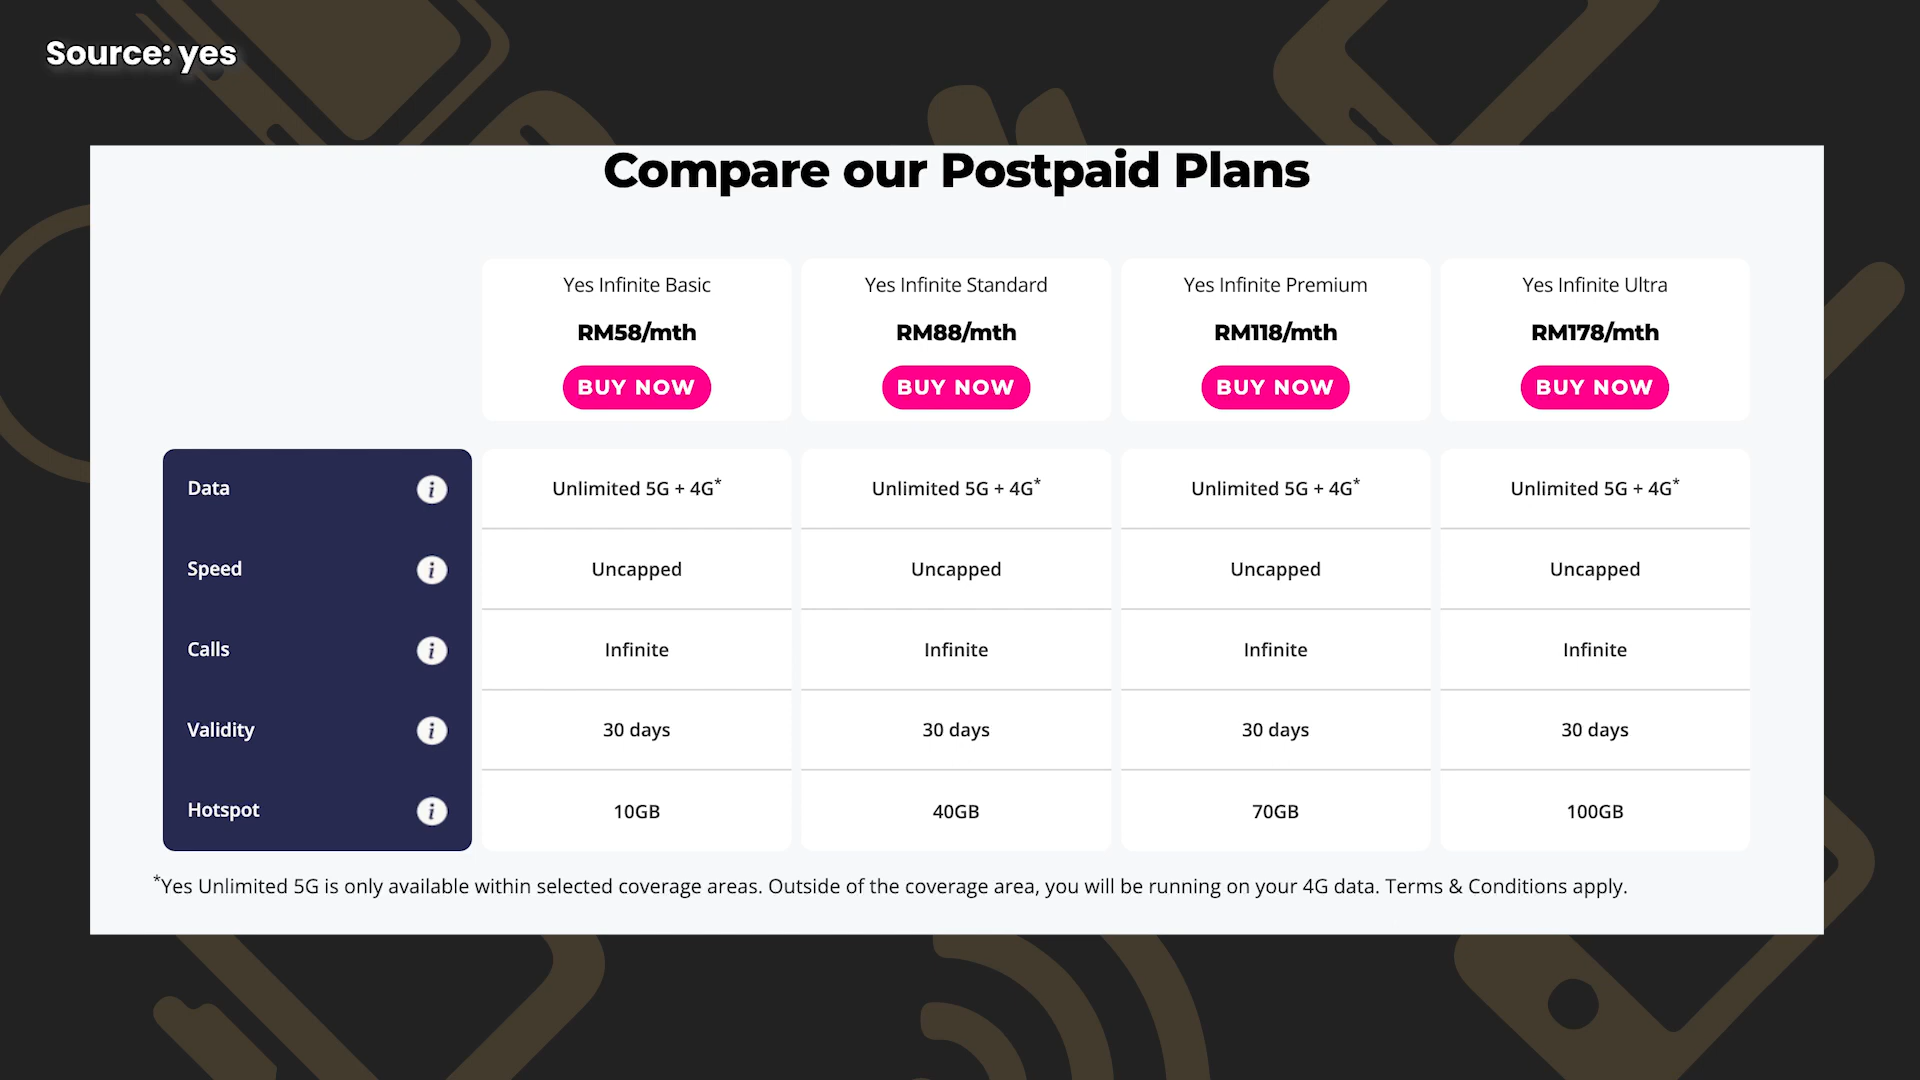 Source: yes
Compare our Postpaid Plans
Yes Infinite Basic Yes Infinite Standard Yes Infinite Premium Yes Infinite Ultra
RM58/mth RM88/mth RM118/mth RM178/mth
BUY NOW BUY NOW BUY NOW BUY NOW
Data i Unlimited 5G + 4G* Unlimited 5G + 4G* Unlimited 5G + 4G* Unlimited 5G + 4G*
Speed i Uncapped Uncapped Uncapped Uncapped
Calls i Infinite Infinite Infinite Infinite
Validity i 30 days 30 days 30 days 30 days
Hotspot i 10GB 40GB 70GB 100GB
*Yes Unlimited 5G is only available within selected coverage areas. Outside of the coverage area, you will be running on your 4G data. Terms & Conditions apply.